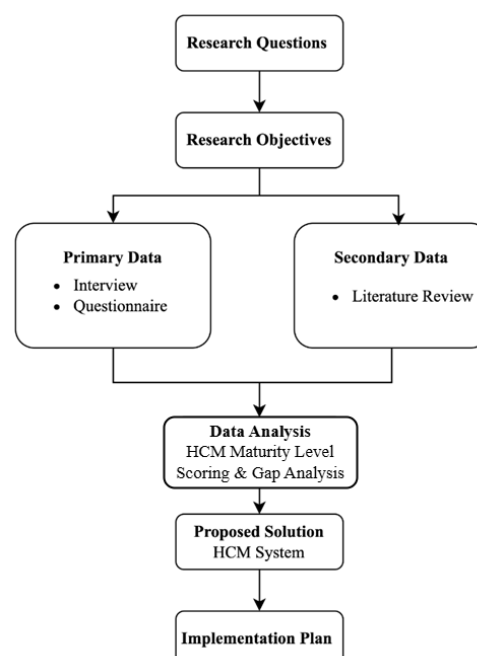 Research Questions
Research Objectives
Primary Data
• Interview
• Questionnaire
Secondary Data
• Literature Review
Data Analysis
HCM Maturity Level
Scoring & Gap Analysis
Proposed Solution
HCM System
Implementation Plan